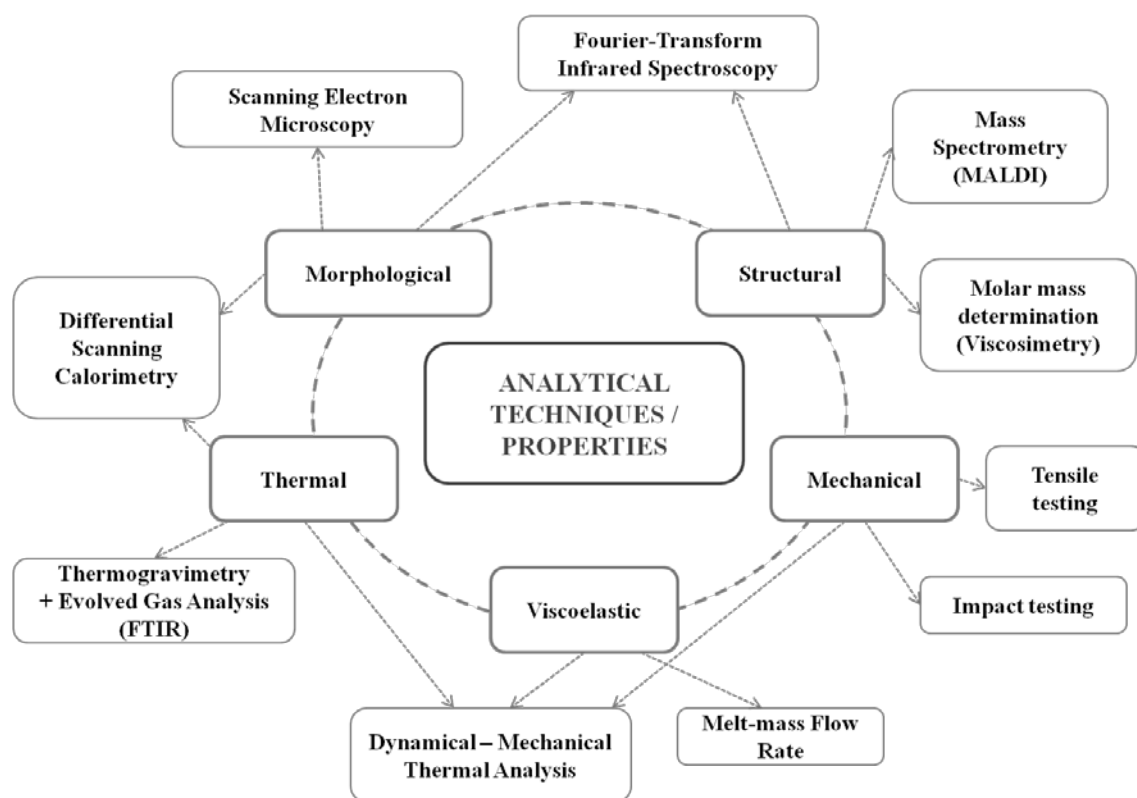 Fourier-Transform
Infrared Spectroscopy
Scanning Electron
Microscopy
Mass
Spectrometry
(MALDI)
Morphological
Structural
Differential
Scanning
Calorimetry
Molar mass
determination
(Viscosimetry)
ANALYTICAL
TECHNIQUES /
PROPERTIES
Thermal
Mechanical
Tensile
testing
Thermogravimetry
+ Evolved Gas Analysis
(FTIR)
Viscoelastic
Impact testing
Dynamical – Mechanical
Thermal Analysis
Melt-mass Flow
Rate